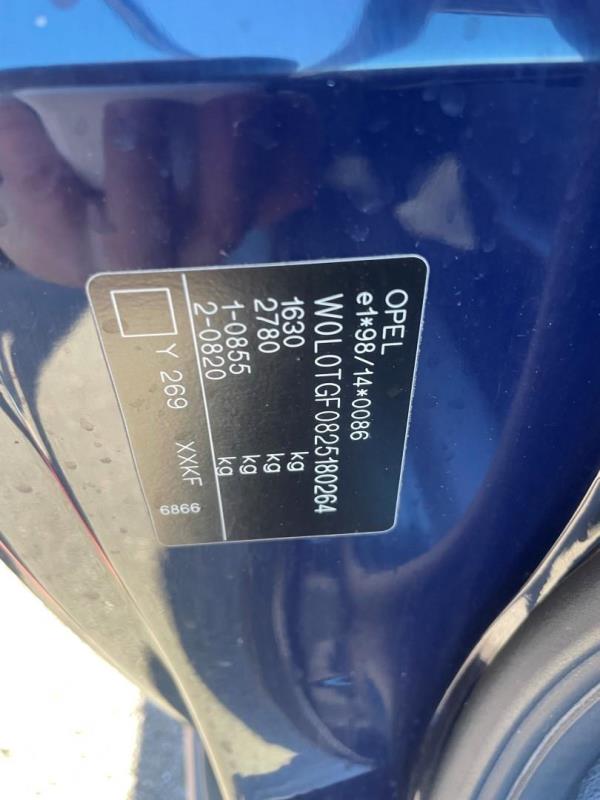 OPEL
e1*98/14*0086
W0L0TGF0825180264
1630 kg
2780 kg
1-0855 kg
2-0820 kg
Y 269 XXKF 6866